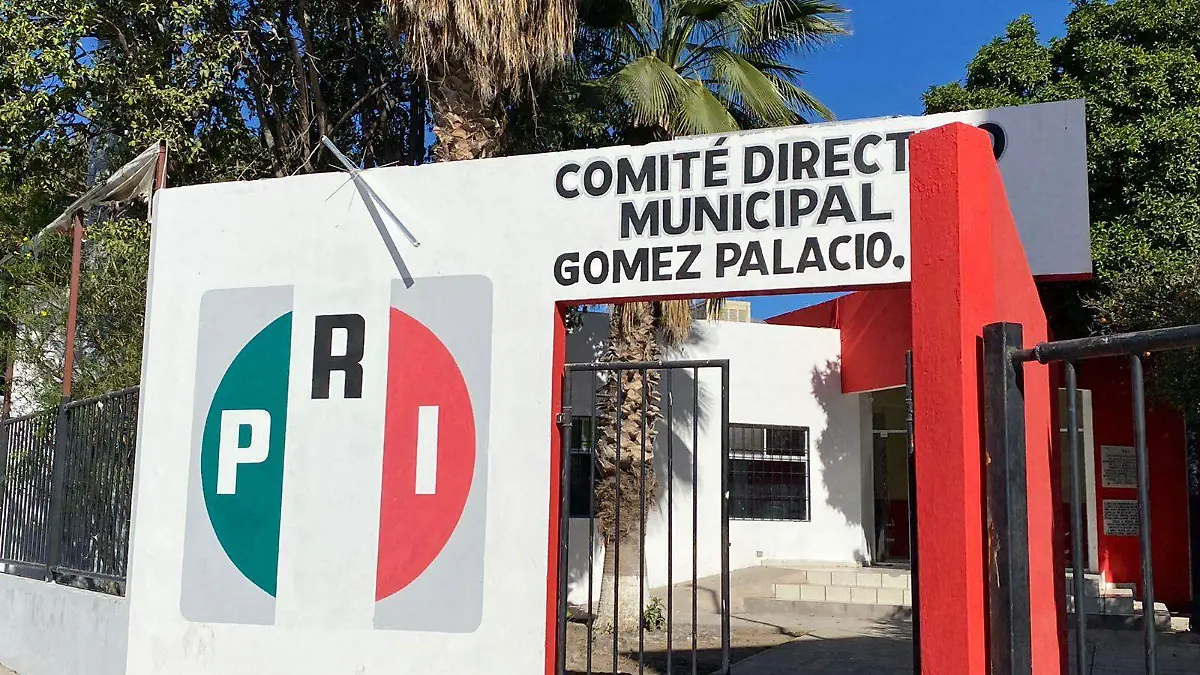 COMITÉ DIRECT O
MUNICIPAL
GOMEZ PALACIO.
PRI